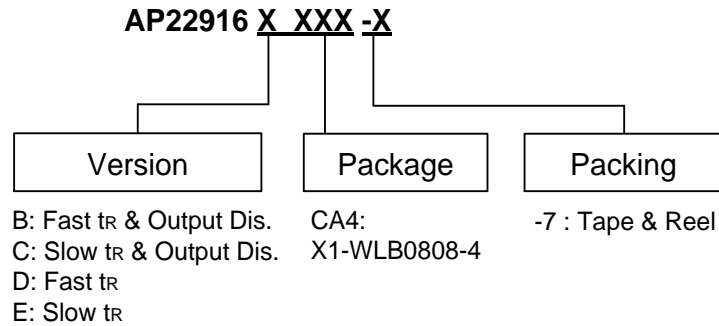 AP22916 X XXX -X
Version
Package
Packing
B: Fast tR & Output Dis.
C: Slow tR & Output Dis.
D: Fast tR
E: Slow tR
CA4:
X1-WLB0808-4
-7 : Tape & Reel